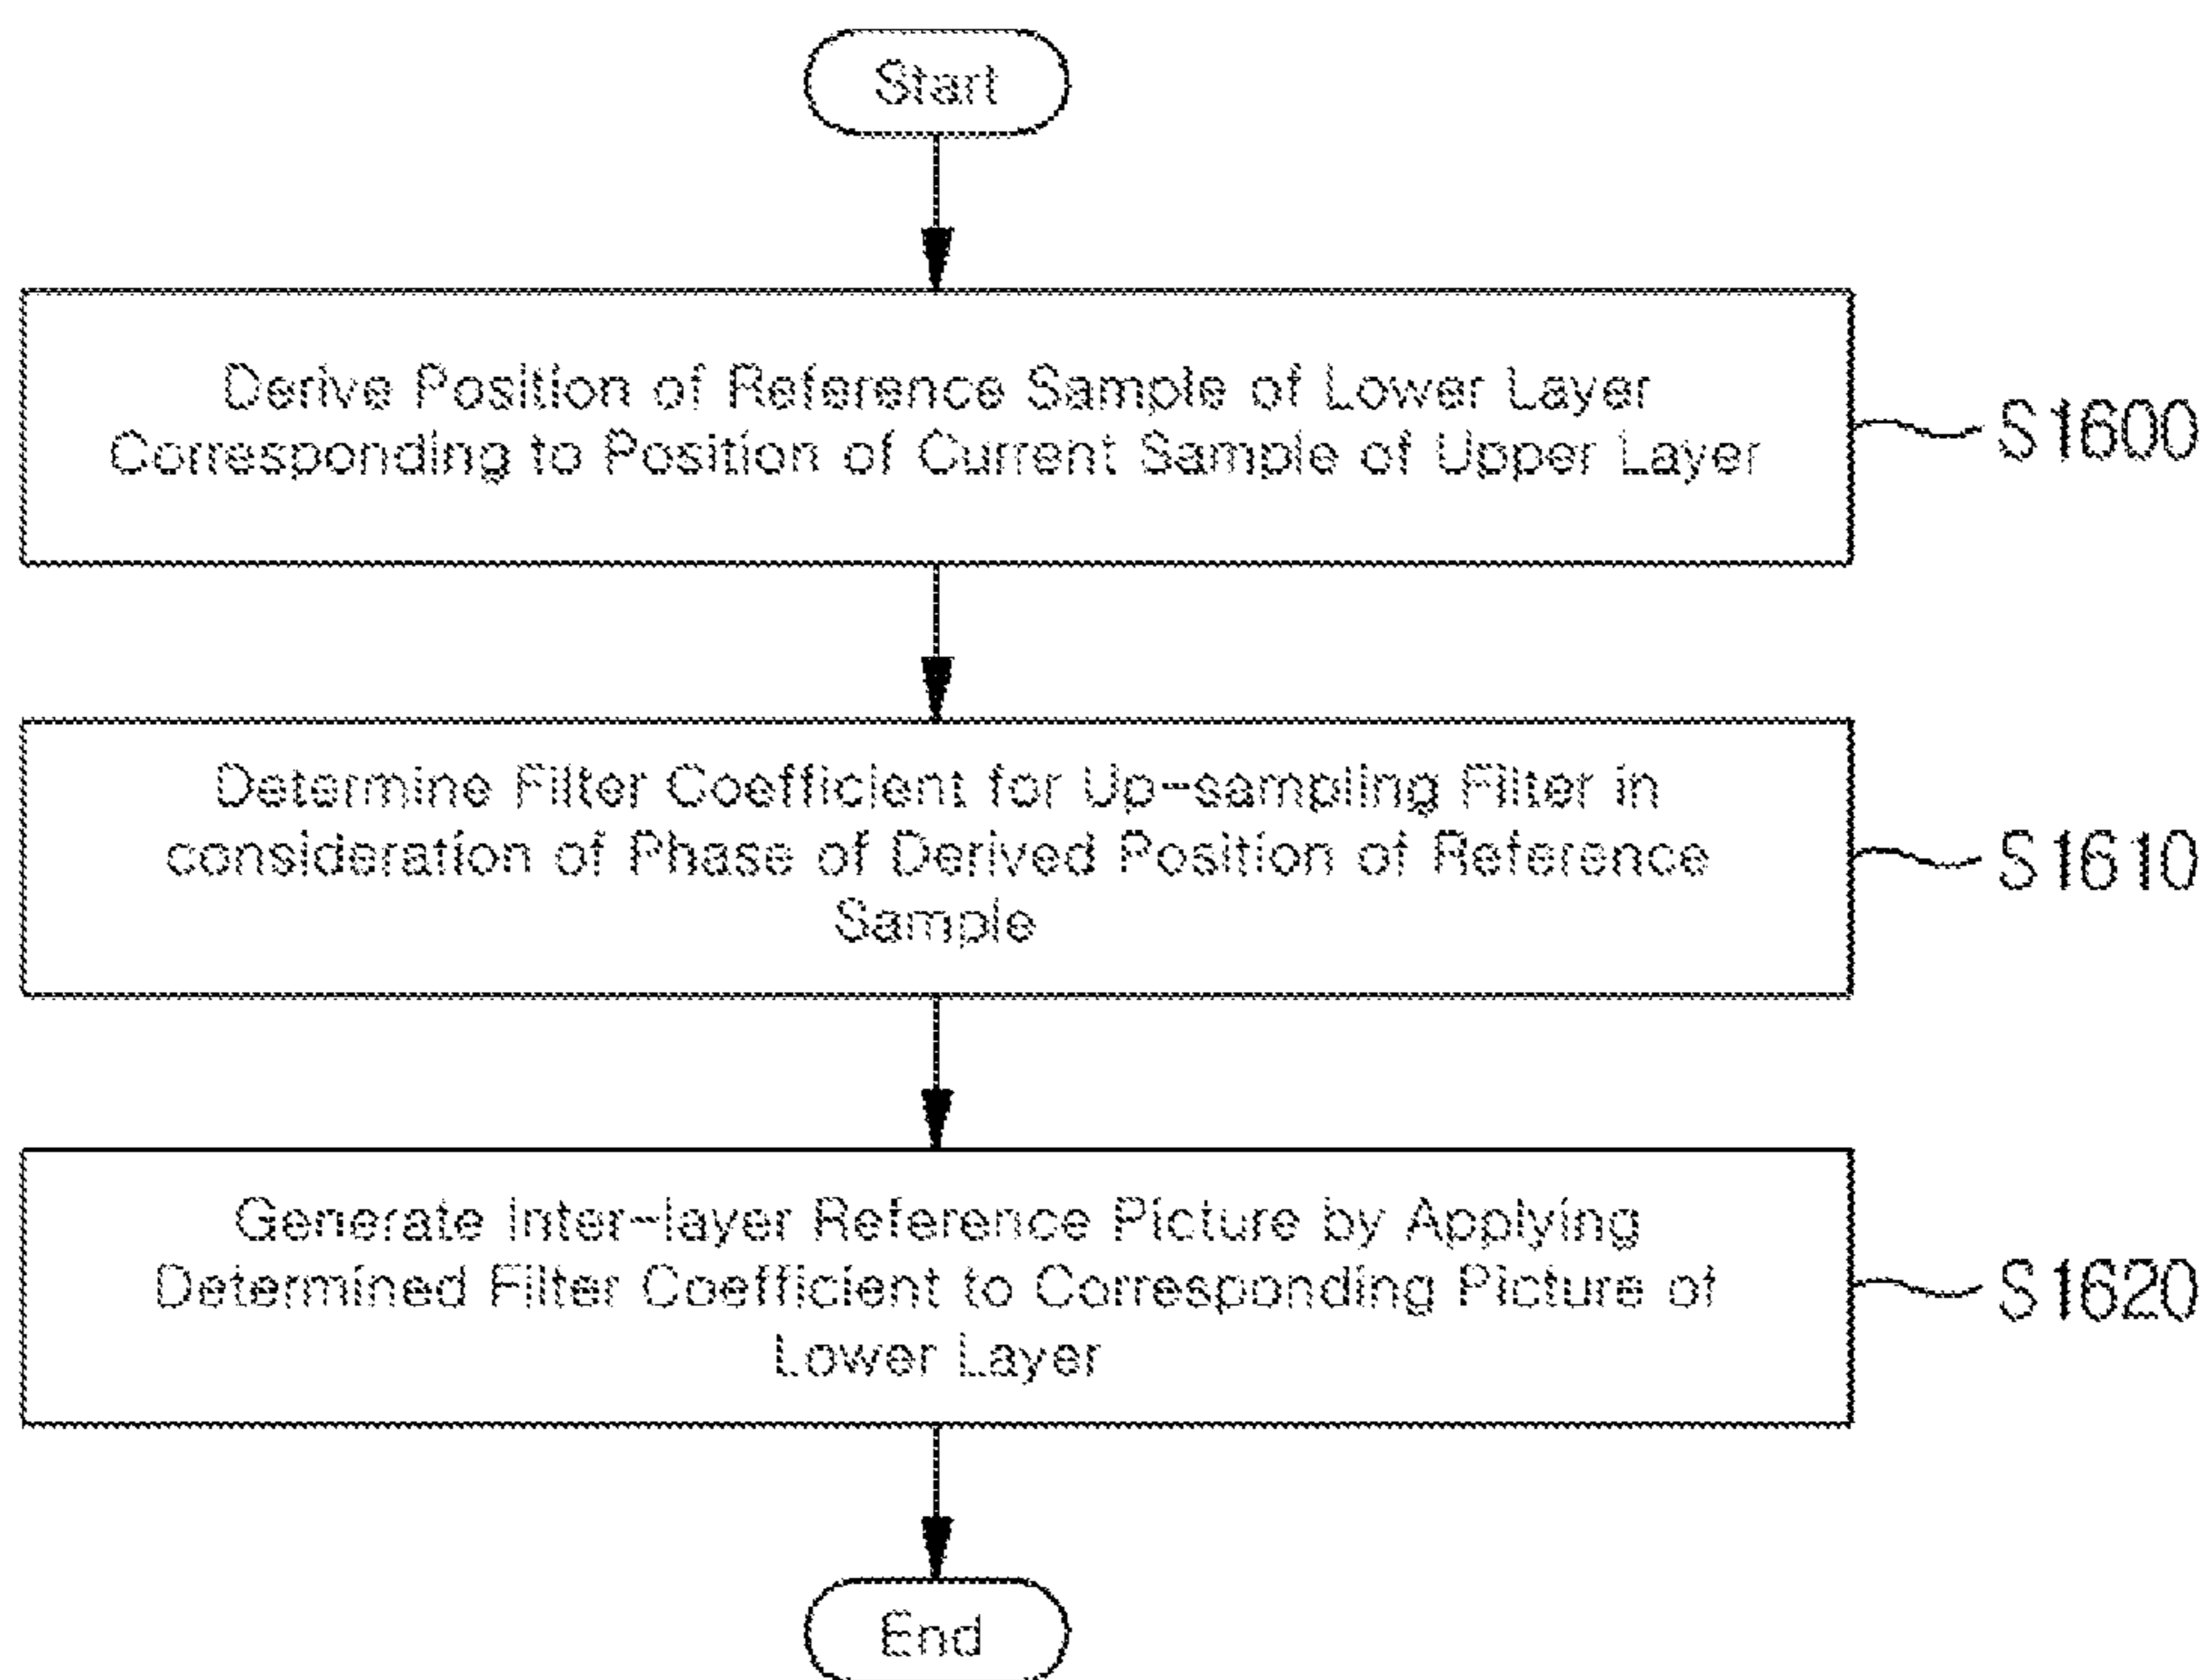 Start
Derive Position of Reference Sample of Lower Layer
Corresponding to Position of Current Sample of Upper Layer
S1600
Determine Filter Coefficient for Up-sampling Filter in
consideration of Phase of Derived Position of Reference
Sample
S1610
Generate Inter-layer Reference Picture by Applying
Determined Filter Coefficient to Corresponding Picture of
Lower Layer
S1620
End